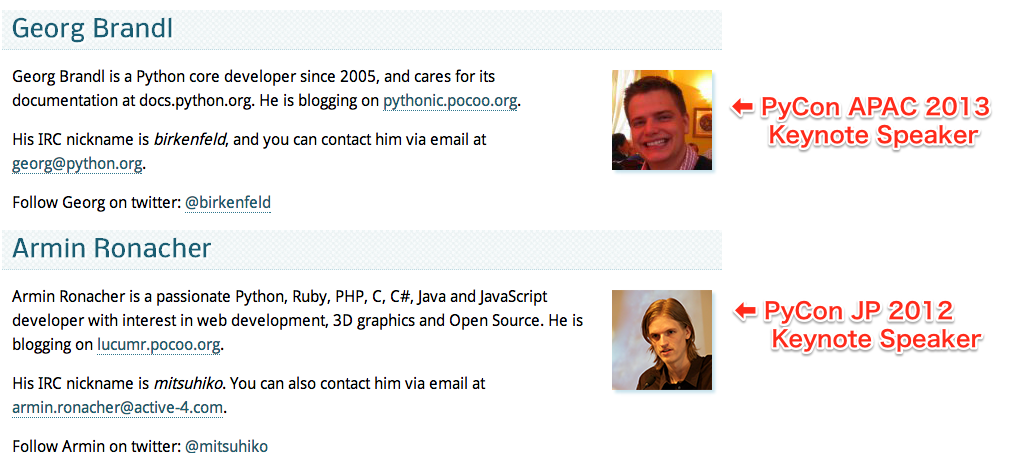 Georg Brandl
Georg Brandl is a Python core developer since 2005, and cares for its
documentation at docs.python.org. He is blogging on pythonic.pocoo.org.
His IRC nickname is birkenfeld, and you can contact him via email at
georg@python.org.
Follow Georg on twitter: @birkenfeld
← PyCon APAC 2013
Keynote Speaker
Armin Ronacher
Armin Ronacher is a passionate Python, Ruby, PHP, C, C#, Java and JavaScript
developer with interest in web development, 3D graphics and Open Source. He is
blogging on lucumr.pocoo.org.
His IRC nickname is mitsuhiko. You can also contact him via email at
armin.ronacher@active-4.com.
Follow Armin on twitter: @mitsuhiko
← PyCon JP 2012
Keynote Speaker